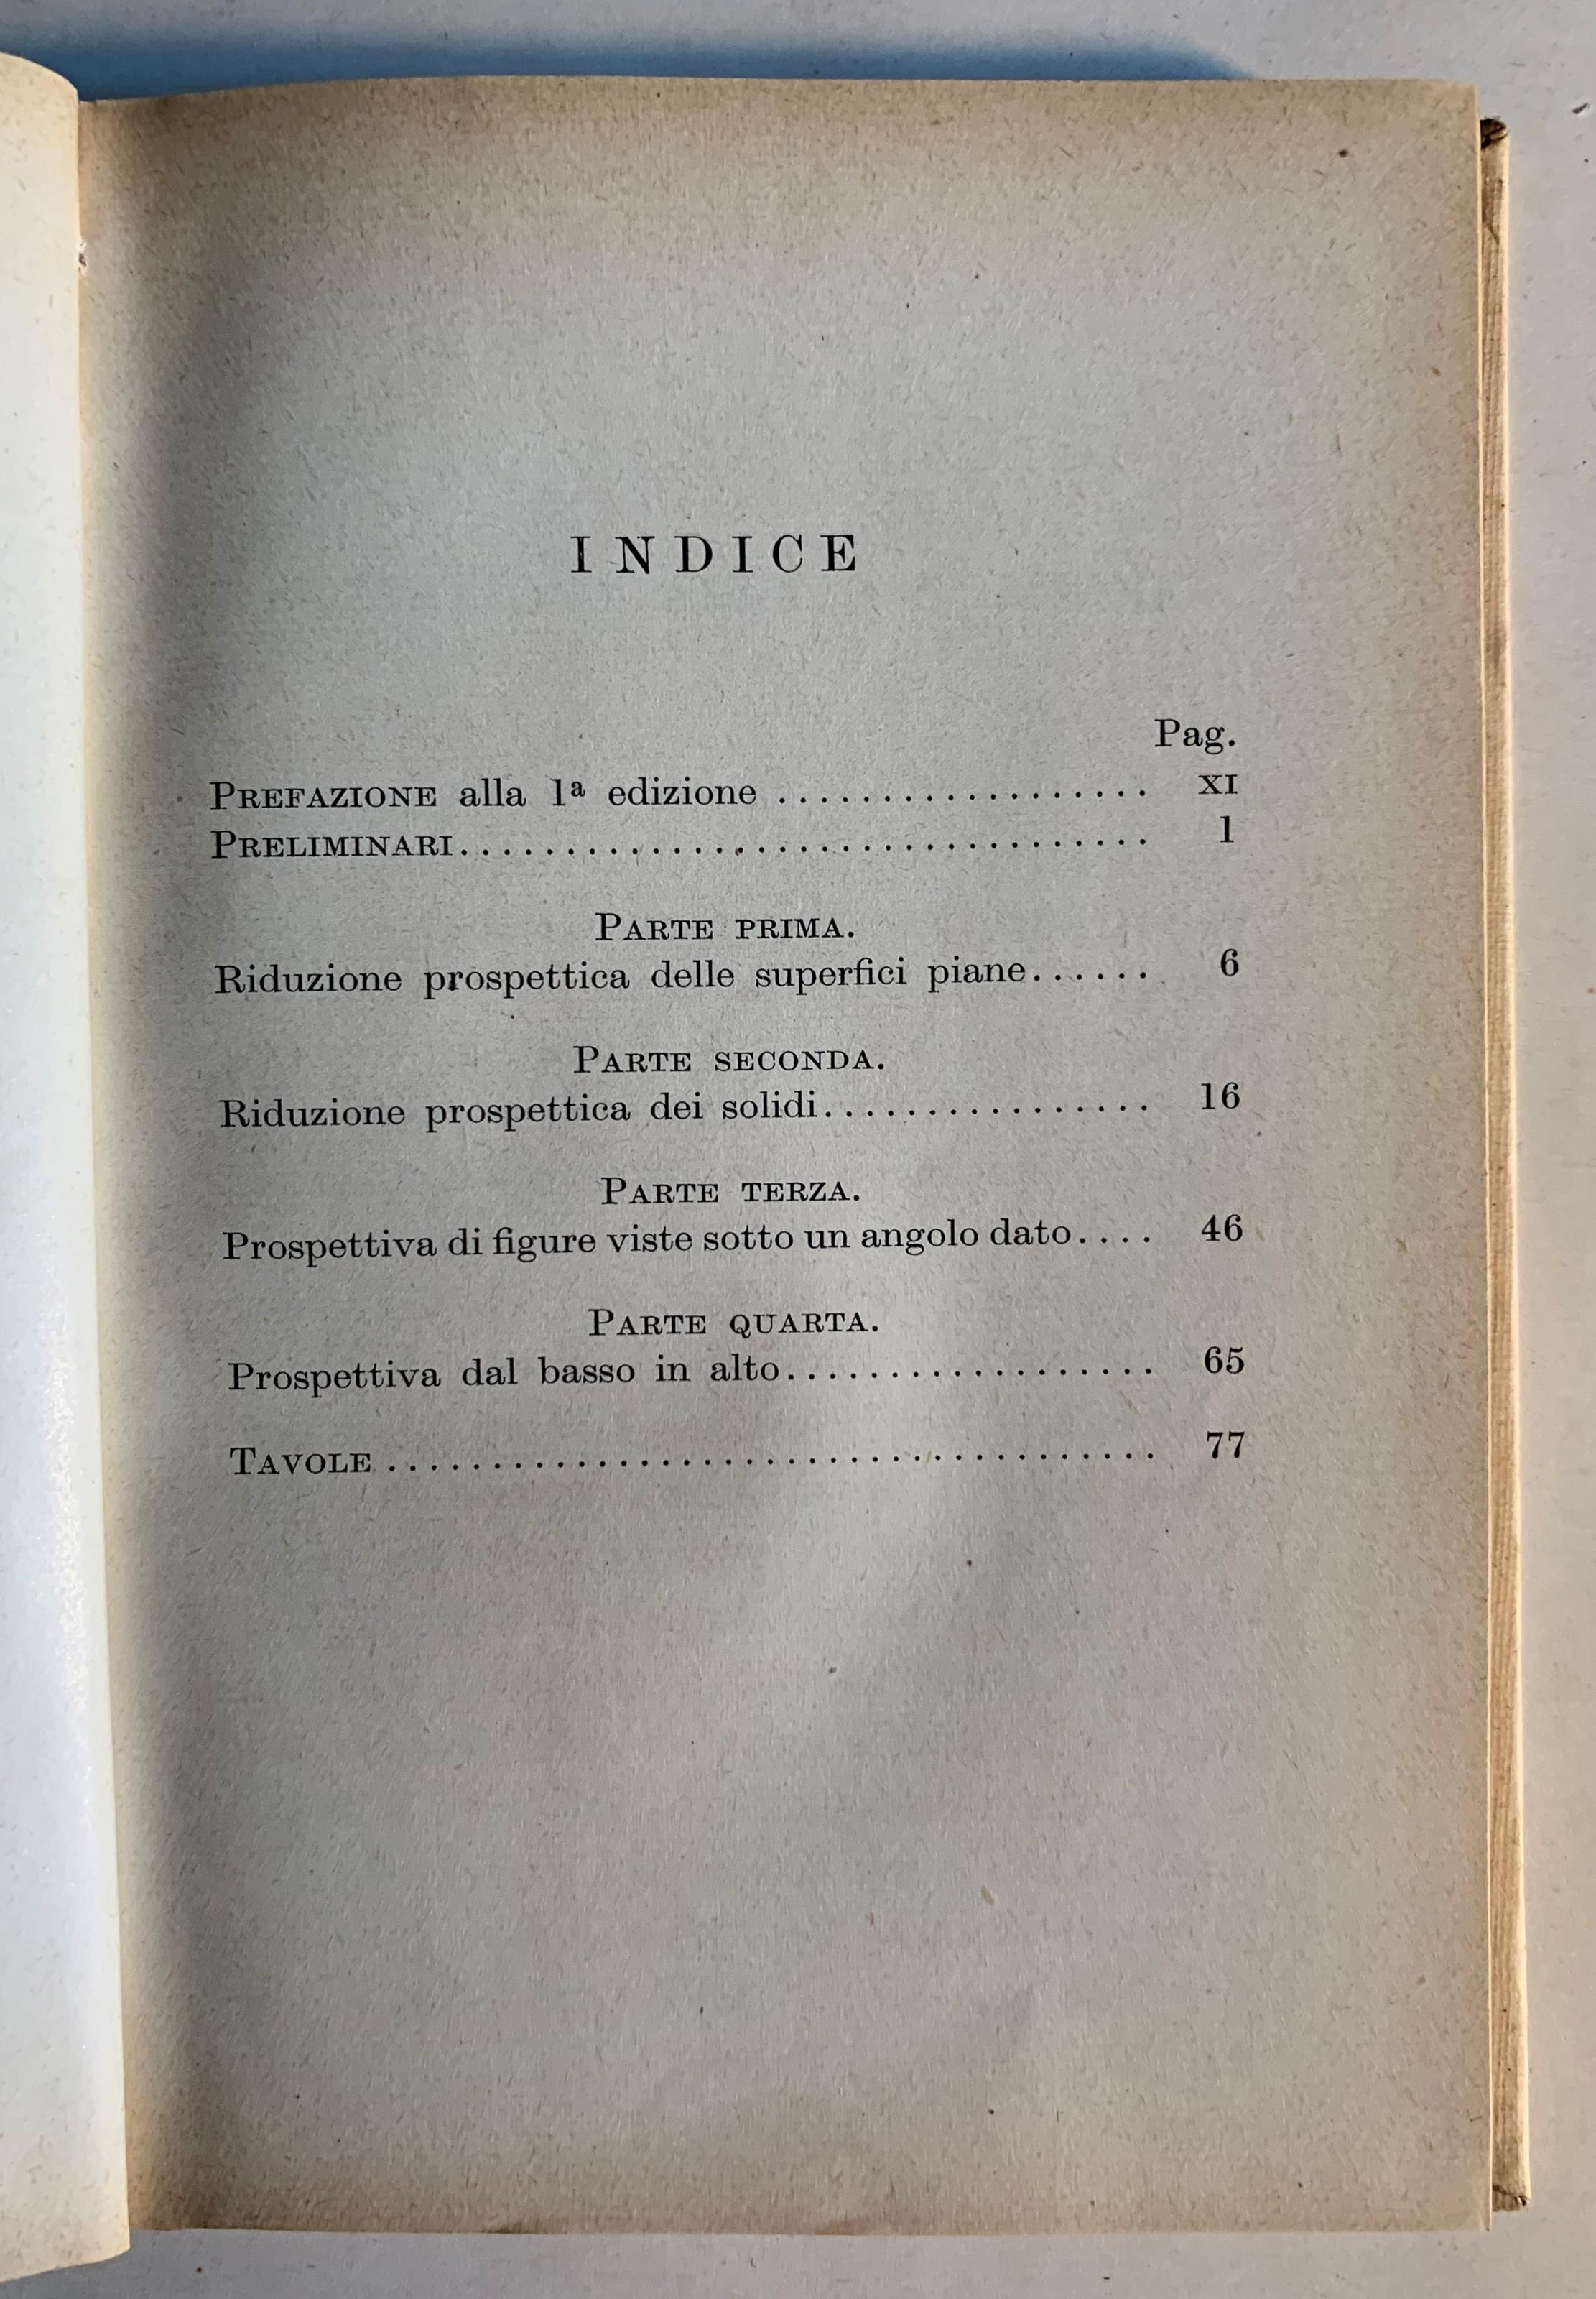 INDICE
Pag.
PREFAZIONE alla 1ª edizione .................. XI
PRELIMINARI................................. 1
PARTE PRIMA.
Riduzione prospettica delle superfici piane...... 6
PARTE SECONDA.
Riduzione prospettica dei solidi................ 16
PARTE TERZA.
Prospettiva di figure viste sotto un angolo dato.... 46
PARTE QUARTA.
Prospettiva dal basso in alto.................. 65
TAVOLE ..................................... 77